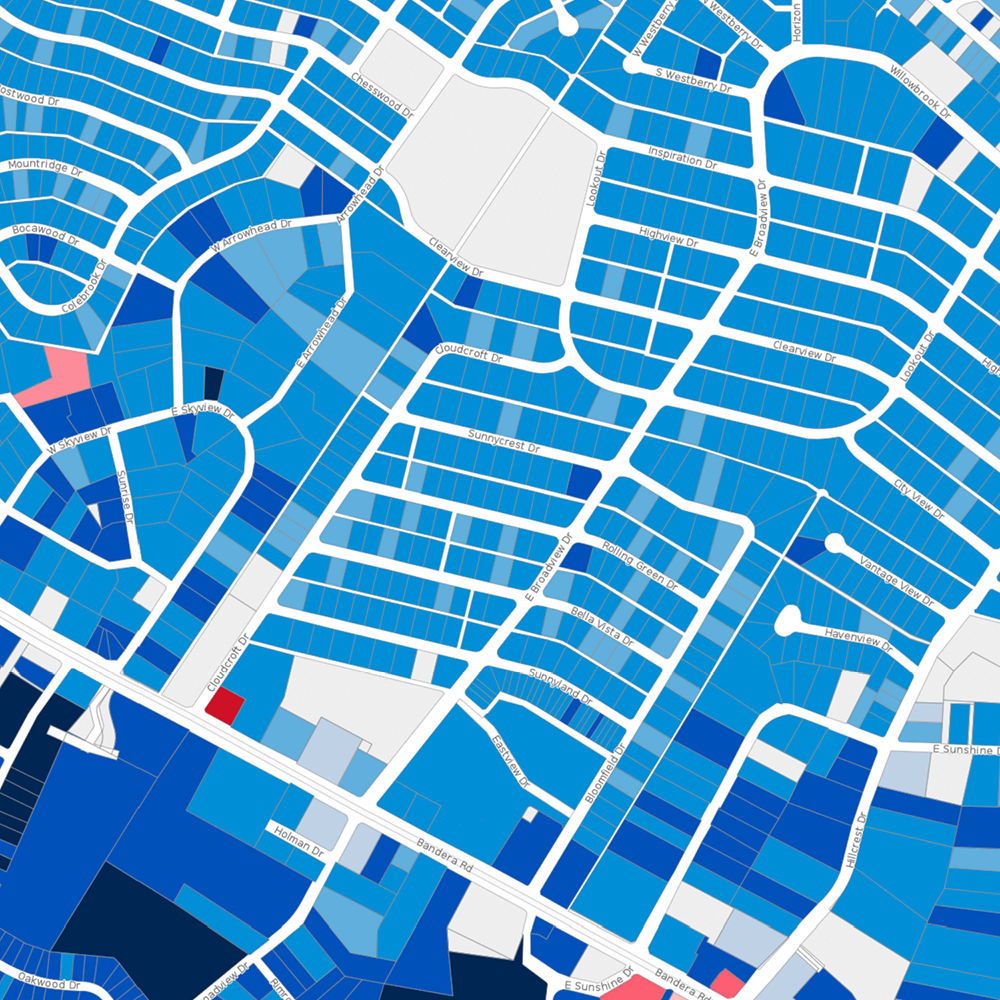 Horizon
W Westberry
W Westberry Dr
S Westberry Dr
Willowbrook Dr
Chesswood Dr
Mountridge Dr
Inspiration Dr
Lookout Dr
Arrowhead Dr
E Broadview Dr
W Arrowhead Dr
Bocawood Dr
Highview Dr
Clearview Dr
Colebrook Dr
E Arrowhead Dr
Cloudcroft Dr
Clearview Dr
Lookout Dr
E Skyview Dr
W Skyview Dr
Sunnycrest Dr
Sunrise Dr
City View Dr
E Broadview Dr
Rolling Green Dr
Vantage View Dr
Bella Vista Dr
Havenview Dr
Cloudcroft Dr
Sunnyland Dr
Eastview Dr
Bloomfield Dr
E Sunshine D
Hillcrest Dr
Holman Dr
Bandera Rd
Oakwood Dr
E Sunshine Dr
Bandera Rd